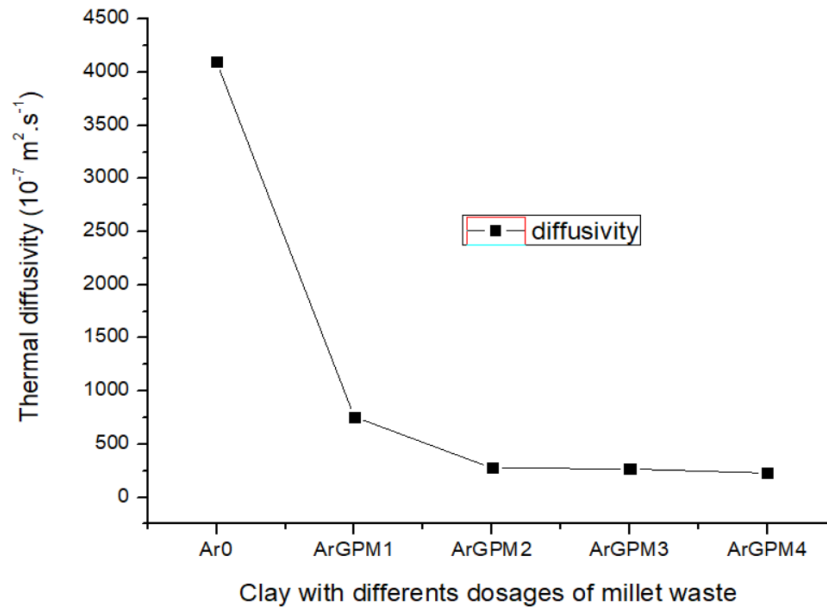 4500
4000
3500
3000
2500
2000
1500
1000
500
0
Thermal diffusivity (10⁻⁷ m².s⁻¹)
diffusivity
Ar0 ArGPM1 ArGPM2 ArGPM3 ArGPM4
Clay with differents dosages of millet waste